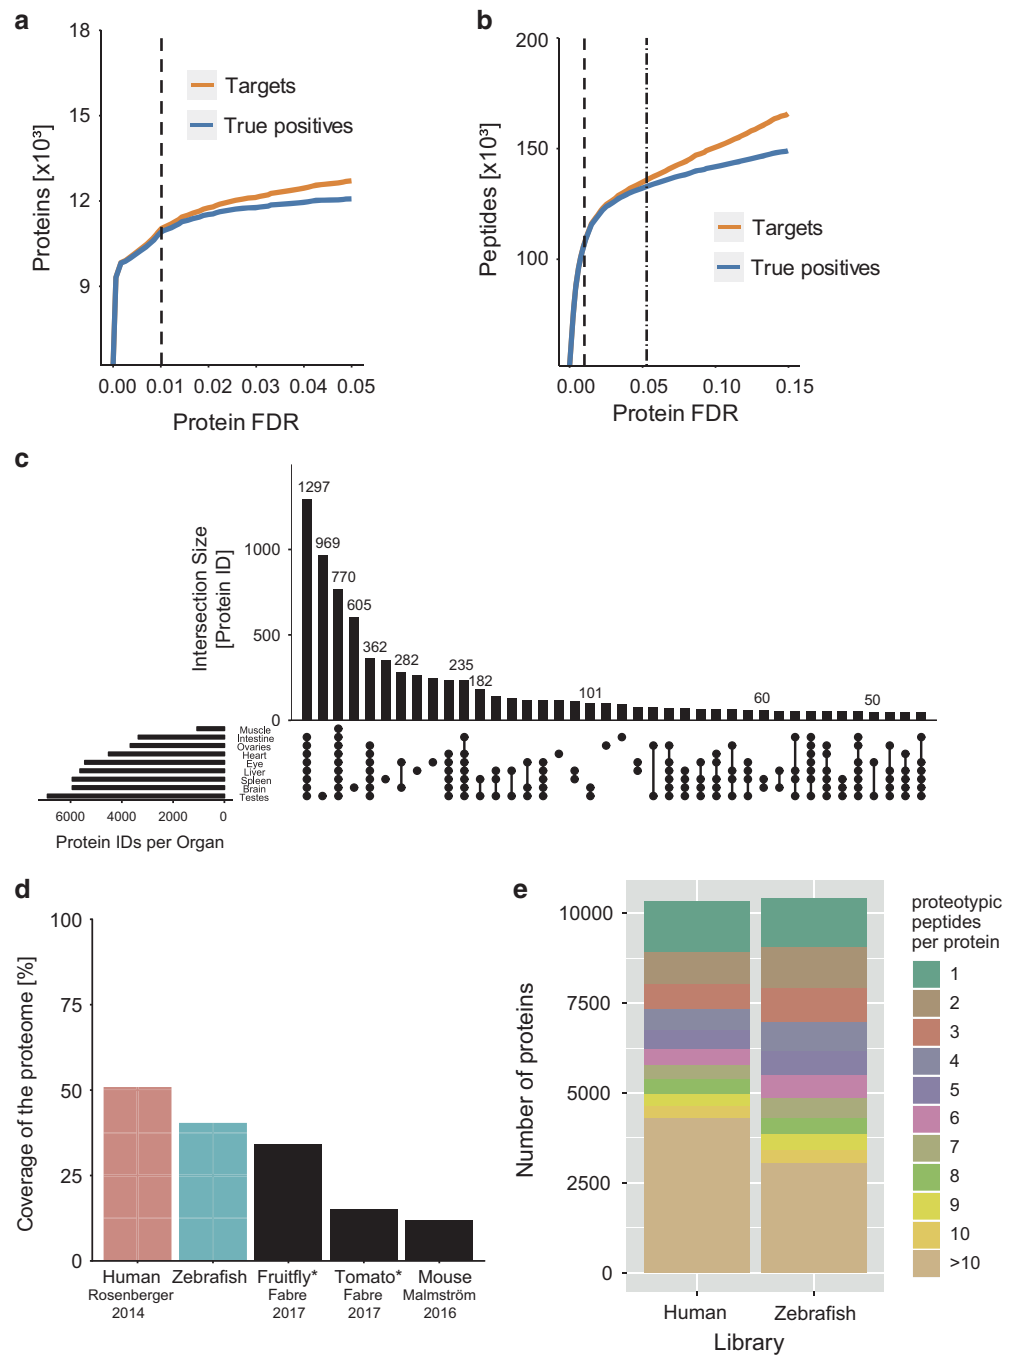 a
18
15
12
9
Proteins [x10³]
Targets
True positives
0.00 0.01 0.02 0.03 0.04 0.05
Protein FDR
b
200
150
100
Peptides [x10³]
Targets
True positives
0.00 0.05 0.10 0.15
Protein FDR
c
Intersection Size
[Protein ID]
1000
500
0
1297
969
770
605
362
282
235
182
101
60
50
Muscle
Intestine
Ovaries
Heart
Eye
Liver
Spleen
Brain
Testes
6000 4000 2000 0
Protein IDs per Organ
d
Coverage of the proteome [%]
100
75
50
25
0
Human
Rosenberger
2014
Zebrafish
Fruitfly*
Fabre
2017
Tomato*
Fabre
2017
Mouse
Malmström
2016
e
Number of proteins
10000
7500
5000
2500
0
Human Zebrafish
Library
proteotypic
peptides
per protein
1
2
3
4
5
6
7
8
9
10
>10